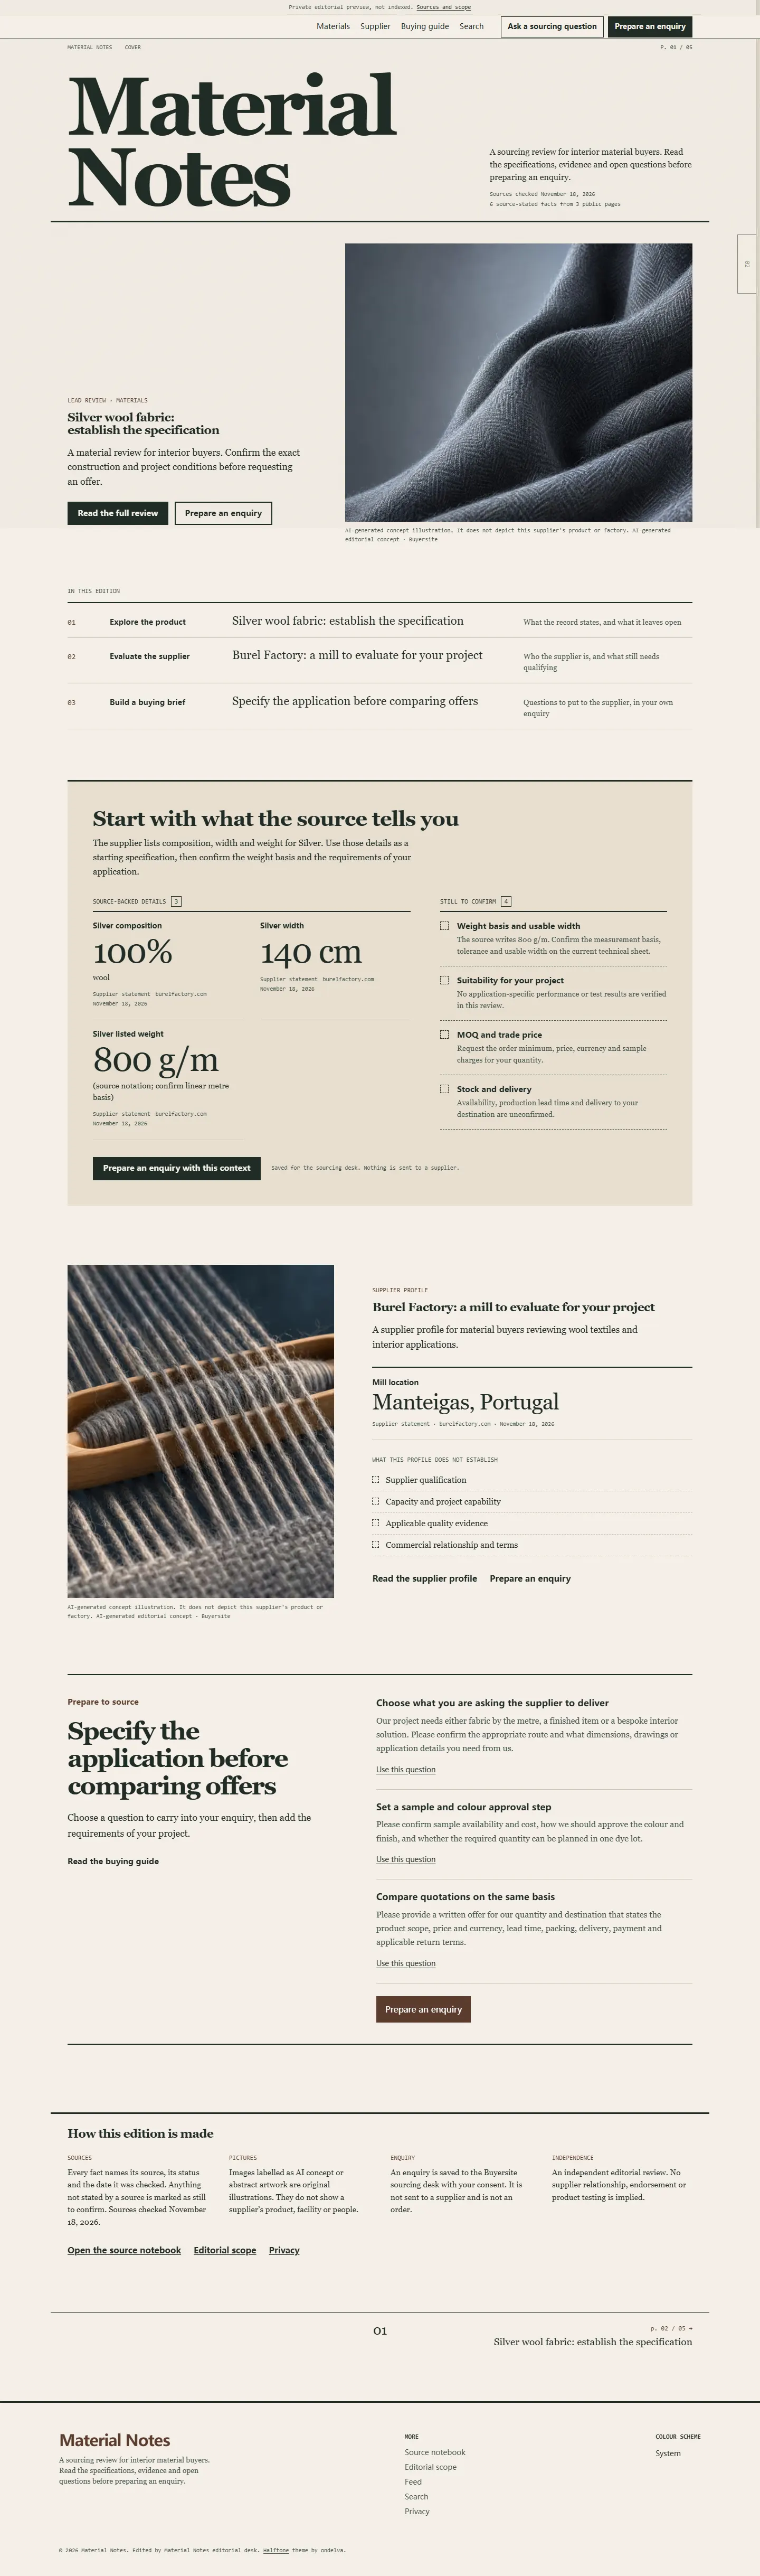 Private editorial preview, not indexed. Sources and scope
Materials Supplier Buying guide Search Ask a sourcing question Prepare an enquiry
MATERIAL NOTES COVER P. 01 / 05
Material
Notes
A sourcing review for interior material buyers. Read
the specifications, evidence and open questions before
preparing an enquiry.
Sources checked November 18, 2026
6 source-stated facts from 3 public pages
02
LEAD REVIEW · MATERIALS
Silver wool fabric:
establish the specification
A material review for interior buyers. Confirm the exact
construction and project conditions before requesting
an offer.
Read the full review Prepare an enquiry
AI-generated concept illustration. It does not depict this supplier's product or factory. AI-generated
editorial concept · Buyersite
IN THIS EDITION
01 Explore the product Silver wool fabric: establish the specification What the record states, and what it leaves open
02 Evaluate the supplier Burel Factory: a mill to evaluate for your project Who the supplier is, and what still needs
qualifying
03 Build a buying brief Specify the application before comparing offers Questions to put to the supplier, in your own
enquiry
Start with what the source tells you
The supplier lists composition, width and weight for Silver. Use those details as a
starting specification, then confirm the weight basis and the requirements of your
application.
SOURCE-BACKED DETAILS 3
Silver composition
100%
wool
Supplier statement burelfactory.com
November 18, 2026
Silver width
140 cm
Supplier statement burelfactory.com
November 18, 2026
Silver listed weight
800 g/m
(source notation; confirm linear metre
basis)
Supplier statement burelfactory.com
November 18, 2026
STILL TO CONFIRM 4
Weight basis and usable width
The source writes 800 g/m. Confirm the measurement basis,
tolerance and usable width on the current technical sheet.
Suitability for your project
No application-specific performance or test results are verified
in this review.
MOQ and trade price
Request the order minimum, price, currency and sample
charges for your quantity.
Stock and delivery
Availability, production lead time and delivery to your
destination are unconfirmed.
Prepare an enquiry with this context Saved for the sourcing desk. Nothing is sent to a supplier.
AI-generated concept illustration. It does not depict this supplier's product or
factory. AI-generated editorial concept · Buyersite
SUPPLIER PROFILE
Burel Factory: a mill to evaluate for your project
A supplier profile for material buyers reviewing wool textiles and
interior applications.
Mill location
Manteigas, Portugal
Supplier statement · burelfactory.com · November 18, 2026
WHAT THIS PROFILE DOES NOT ESTABLISH
Supplier qualification
Capacity and project capability
Applicable quality evidence
Commercial relationship and terms
Read the supplier profile Prepare an enquiry
Prepare to source
Specify the
application before
comparing offers
Choose a question to carry into your enquiry, then add the
requirements of your project.
Read the buying guide
Choose what you are asking the supplier to deliver
Our project needs either fabric by the metre, a finished item or a bespoke interior
solution. Please confirm the appropriate route and what dimensions, drawings or
application details you need from us.
Use this question
Set a sample and colour approval step
Please confirm sample availability and cost, how we should approve the colour and
finish, and whether the required quantity can be planned in one dye lot.
Use this question
Compare quotations on the same basis
Please provide a written offer for our quantity and destination that states the
product scope, price and currency, lead time, packing, delivery, payment and
applicable return terms.
Use this question
Prepare an enquiry
How this edition is made
SOURCES
Every fact names its source, its status
and the date it was checked. Anything
not stated by a source is marked as still
to confirm. Sources checked November
18, 2026.
PICTURES
Images labelled as AI concept or
abstract artwork are original
illustrations. They do not show a
supplier's product, facility or people.
ENQUIRY
An enquiry is saved to the Buyersite
sourcing desk with your consent. It is
not sent to a supplier and is not an
order.
INDEPENDENCE
An independent editorial review. No
supplier relationship, endorsement or
product testing is implied.
Open the source notebook Editorial scope Privacy
01
p. 02 / 05 →
Silver wool fabric: establish the specification
Material Notes
A sourcing review for interior material buyers.
Read the specifications, evidence and open
questions before preparing an enquiry.
MORE
Source notebook
Editorial scope
Feed
Search
Privacy
COLOUR SCHEME
System
© 2026 Material Notes. Edited by Material Notes editorial desk. Halftone theme by ondelva.